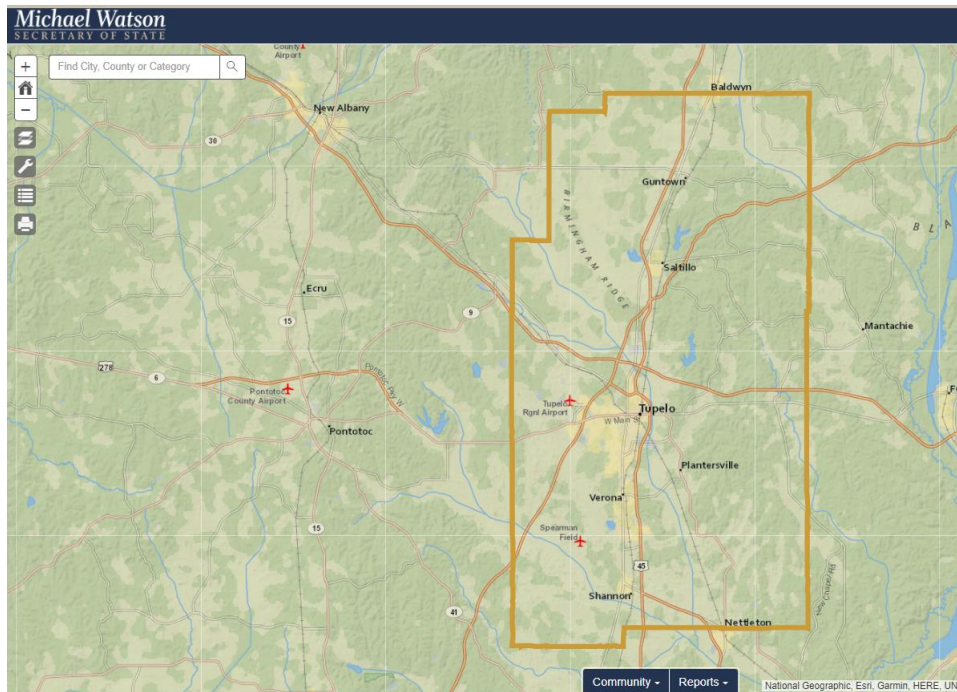 Michael Watson
SECRETARY OF STATE
Find City, County or Category
County
Airport
Baldwyn
New Albany
30
Guntown
BIRMINGHAM RIDGE
B L A
Saltillo
Ecru
9
15
Mantachie
278
6
Pontotoc Pky W
Pontotoc
County Airport
Tupelo
Rgnl Airport
Tupelo
W Main St
Pontotoc
Plantersville
Verona
15
Spearman
Field
45
Shannon
41
Nettleton
Community
Reports
National Geographic, Esri, Garmin, HERE, UN